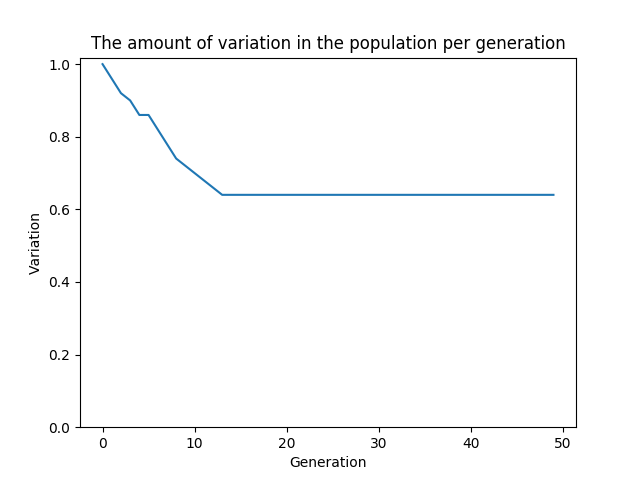 The amount of variation in the population per generation
1.0
0.8
0.6
0.4
0.2
0.0
Variation
0 10 20 30 40 50
Generation